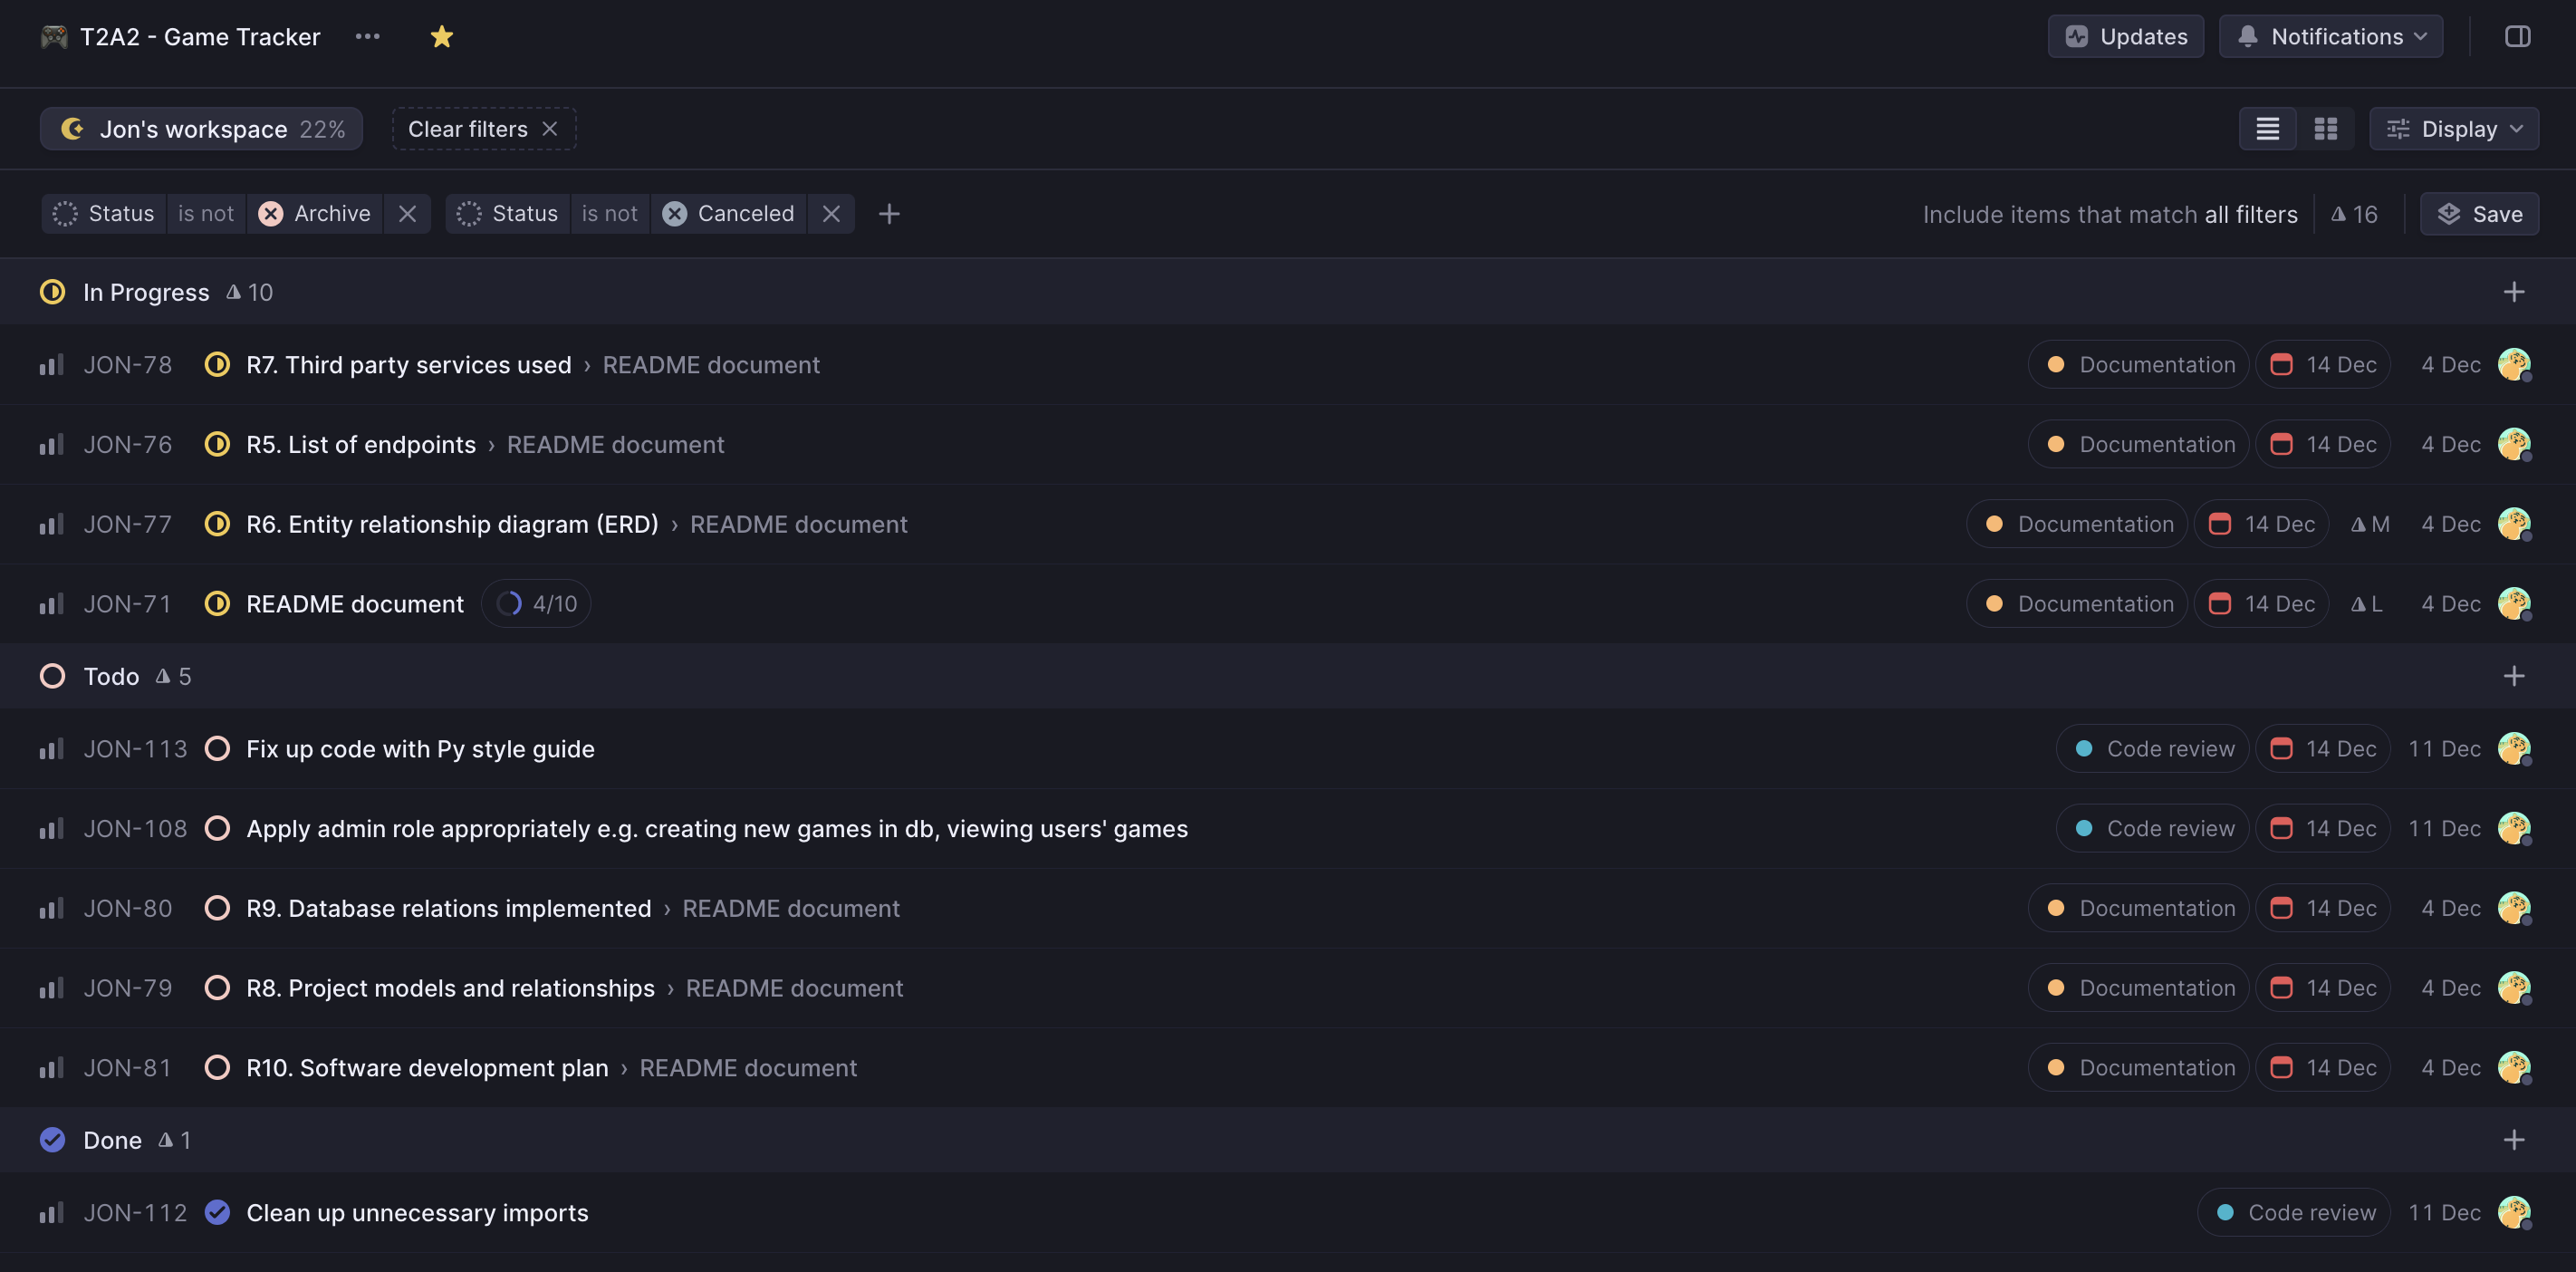 T2A2 - Game Tracker Updates Notifications
Jon's workspace 22% Clear filters Display
Status is not Archive Status is not Canceled Include items that match all filters 16 Save
In Progress 10
JON-78 R7. Third party services used › README document Documentation 14 Dec 4 Dec
JON-76 R5. List of endpoints › README document Documentation 14 Dec 4 Dec
JON-77 R6. Entity relationship diagram (ERD) › README document Documentation 14 Dec M 4 Dec
JON-71 README document 4/10 Documentation 14 Dec L 4 Dec
Todo 5
JON-113 Fix up code with Py style guide Code review 14 Dec 11 Dec
JON-108 Apply admin role appropriately e.g. creating new games in db, viewing users' games Code review 14 Dec 11 Dec
JON-80 R9. Database relations implemented › README document Documentation 14 Dec 4 Dec
JON-79 R8. Project models and relationships › README document Documentation 14 Dec 4 Dec
JON-81 R10. Software development plan › README document Documentation 14 Dec 4 Dec
Done 1
JON-112 Clean up unnecessary imports Code review 11 Dec